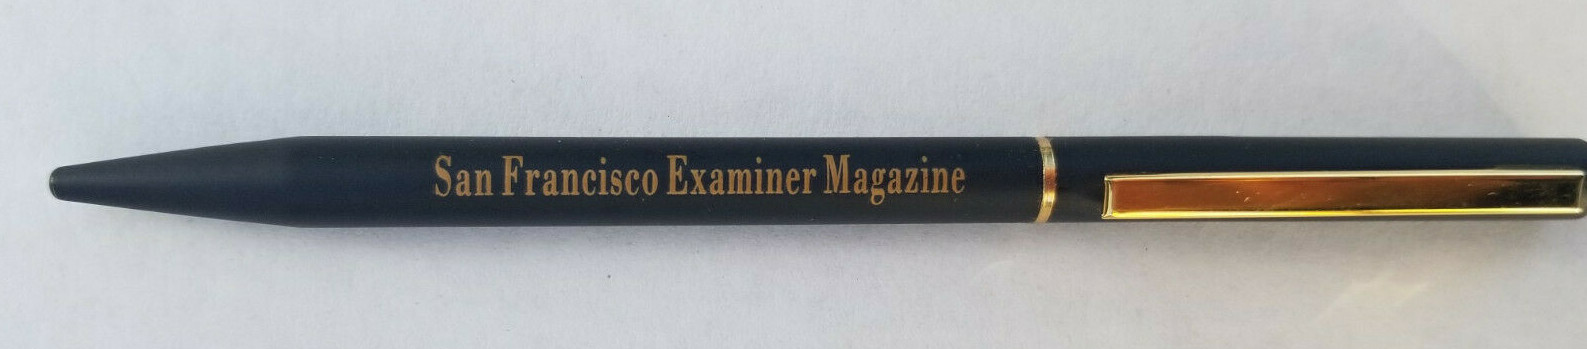 San Francisco Examiner Magazine